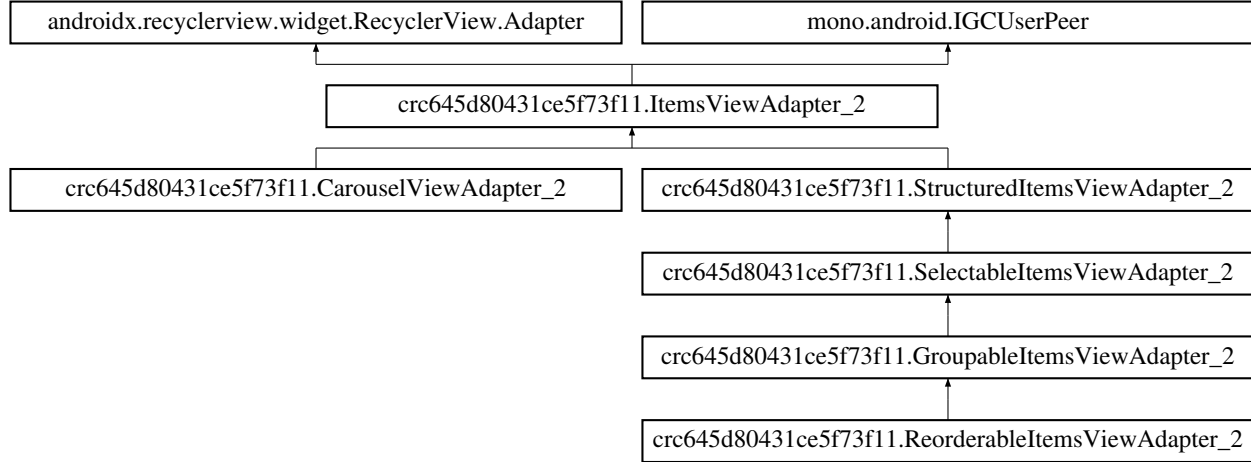 androidx.recyclerview.widget.RecyclerView.Adapter
mono.android.IGCUserPeer
crc645d80431ce5f73f11.ItemsViewAdapter_2
crc645d80431ce5f73f11.CarouselViewAdapter_2
crc645d80431ce5f73f11.StructuredItemsViewAdapter_2
crc645d80431ce5f73f11.SelectableItemsViewAdapter_2
crc645d80431ce5f73f11.GroupableItemsViewAdapter_2
crc645d80431ce5f73f11.ReorderableItemsViewAdapter_2